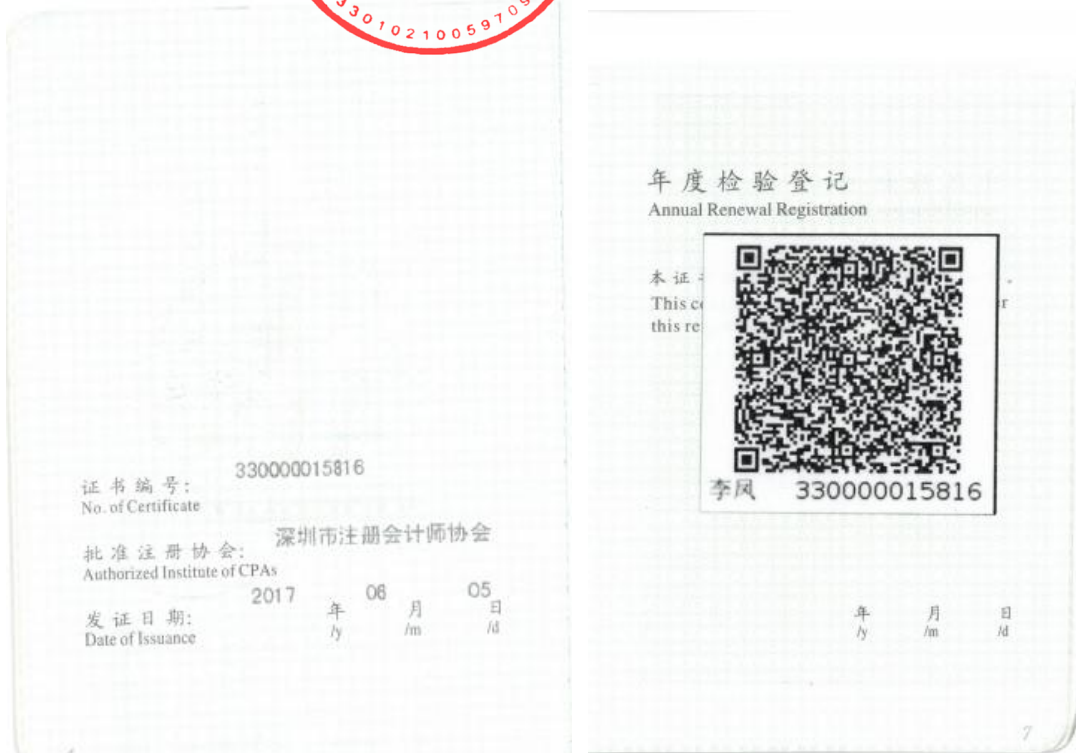 3301021005970
证书编号:
330000015816
No. of Certificate
批准注册协会:
深圳市注册会计师协会
Authorized Institute of CPAs
发证日期:
2017 年 06 月 05 日
Date of Issuance /y /m /d
年度检验登记
Annual Renewal Registration
本证
This
this
李凤 330000015816
年 月 日
/y /m /d
7